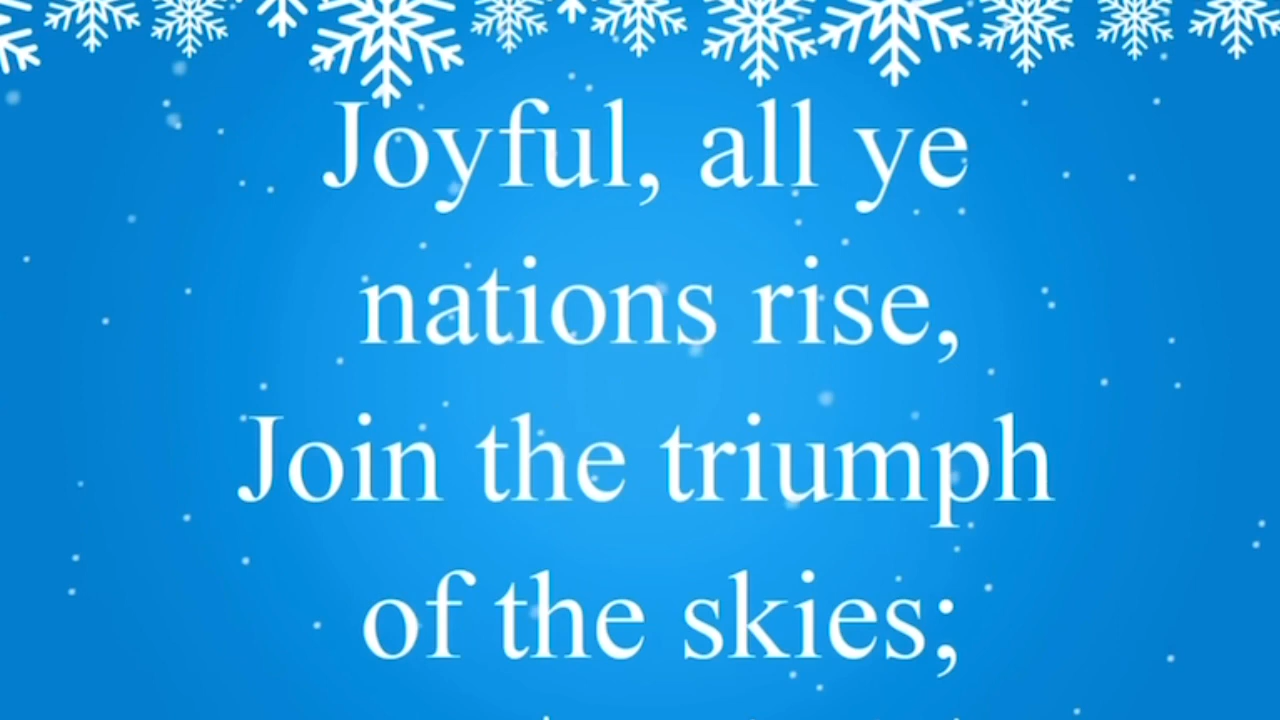 Joyful, all ye
nations rise,
Join the triumph
of the skies;